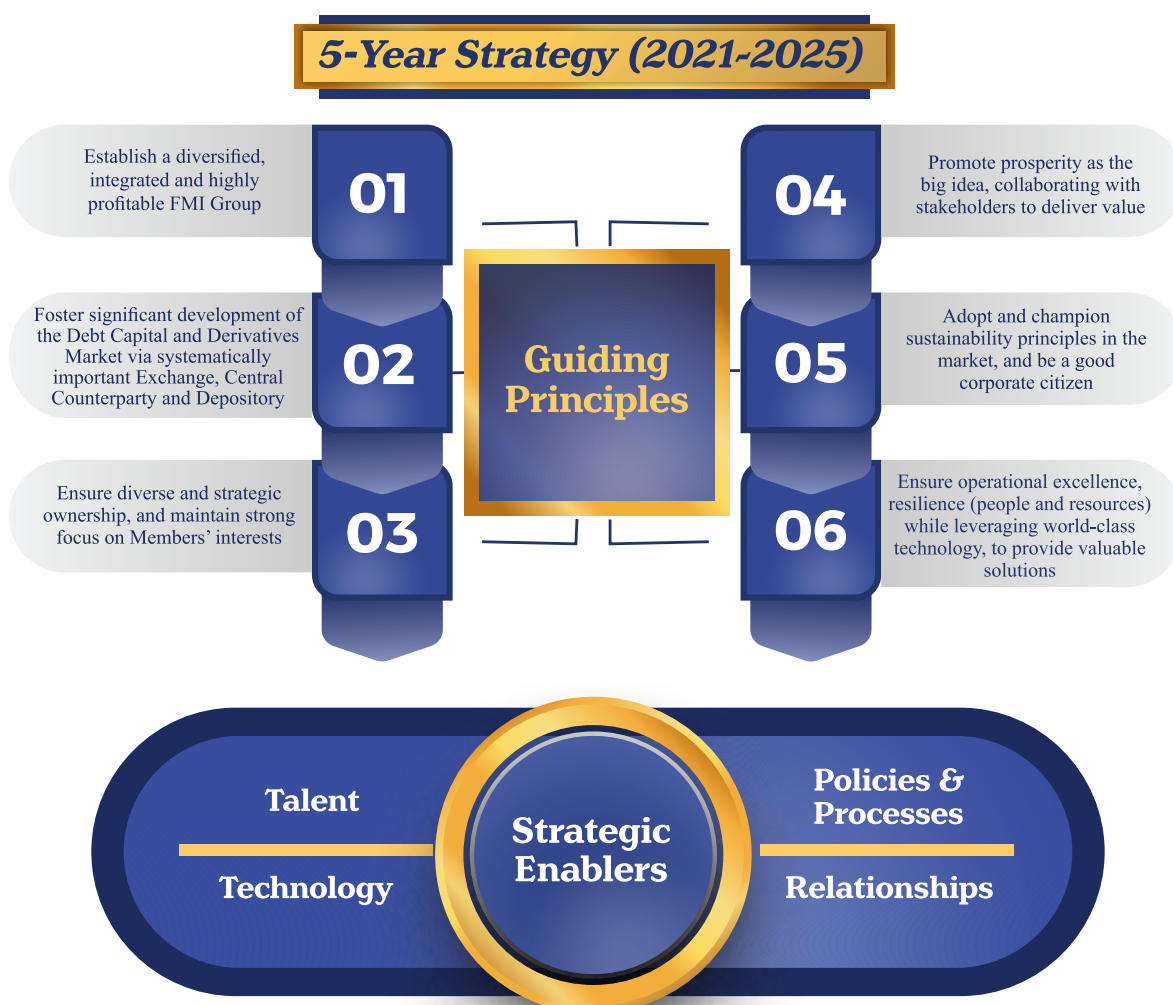 5-Year Strategy (2021-2025)
01
Establish a diversified,
integrated and highly
profitable FMI Group
02
Foster significant development of
the Debt Capital and Derivatives
Market via systematically
important Exchange, Central
Counterparty and Depository
03
Ensure diverse and strategic
ownership, and maintain strong
focus on Members’ interests
Guiding
Principles
04
Promote prosperity as the
big idea, collaborating with
stakeholders to deliver value
05
Adopt and champion
sustainability principles in the
market, and be a good
corporate citizen
06
Ensure operational excellence,
resilience (people and resources)
while leveraging world-class
technology, to provide valuable
solutions
Talent
Technology
Strategic
Enablers
Policies &
Processes
Relationships